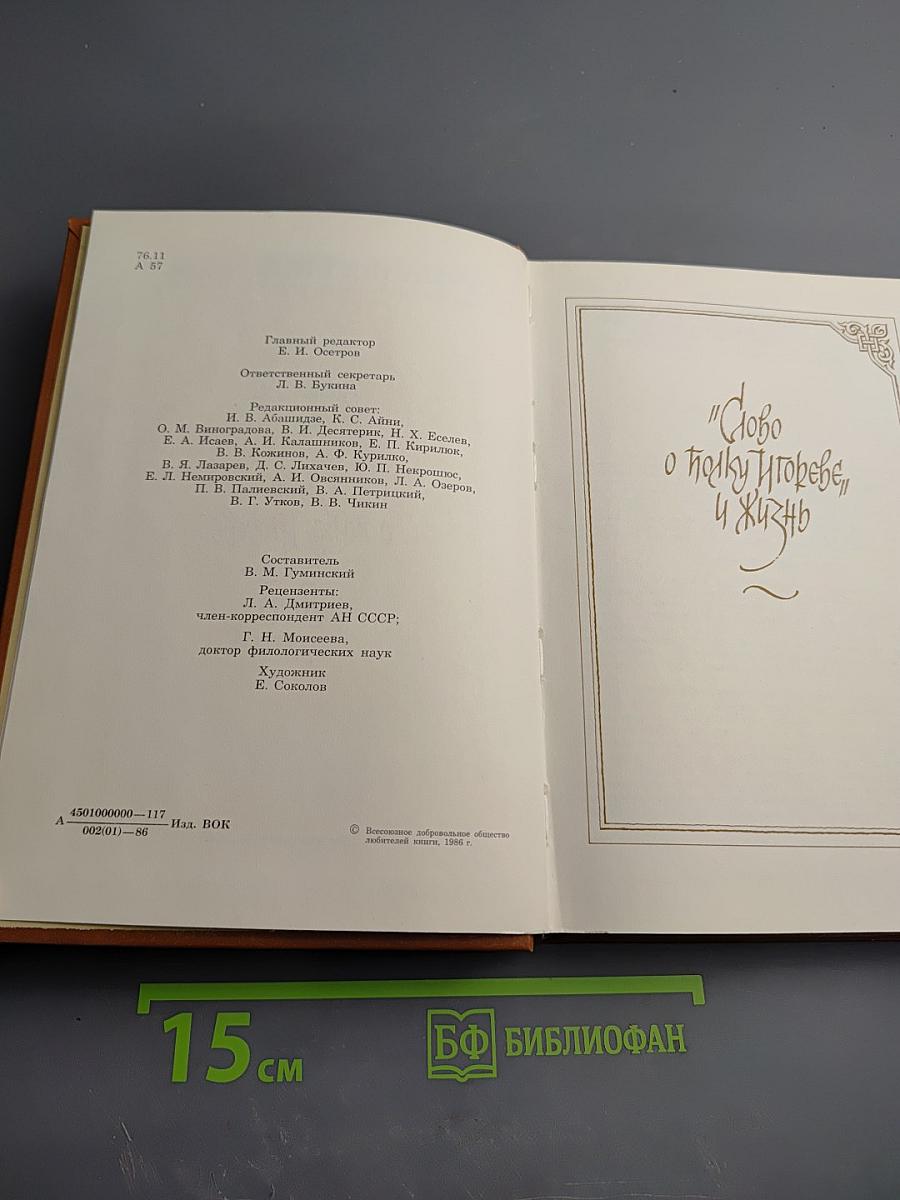 76.11
А 57
Главный редактор
Е. И. Осетров
Ответственный секретарь
Л. В. Букина
Редакционный совет:
И. В. Абашидзе, К. С. Айни,
О. М. Виноградова, В. И. Десятерик, Н. Х. Еселев,
Е. А. Исаев, А. И. Калашников, Е. П. Кирилюк,
В. В. Кожинов, А. Ф. Курилко,
В. Я. Лазарев, Д. С. Лихачев, Ю. П. Некрошюс,
Е. Л. Немировский, А. И. Овсянников, Л. А. Озеров,
П. В. Палиевский, В. А. Петрицкий,
В. Г. Утков, В. В. Чикин
Составитель
В. М. Гуминский
Рецензенты:
Л. А. Дмитриев,
член-корреспондент АН СССР;
Г. Н. Моисеева,
доктор филологических наук
Художник
Е. Соколов
А 4501000000—117
002(01)—86 Изд. ВОК
© Всесоюзное добровольное общество
любителей книги, 1986 г.
"Слово
о полку Игореве"
и жизнь
15 см
БФ БИБЛИОФАН